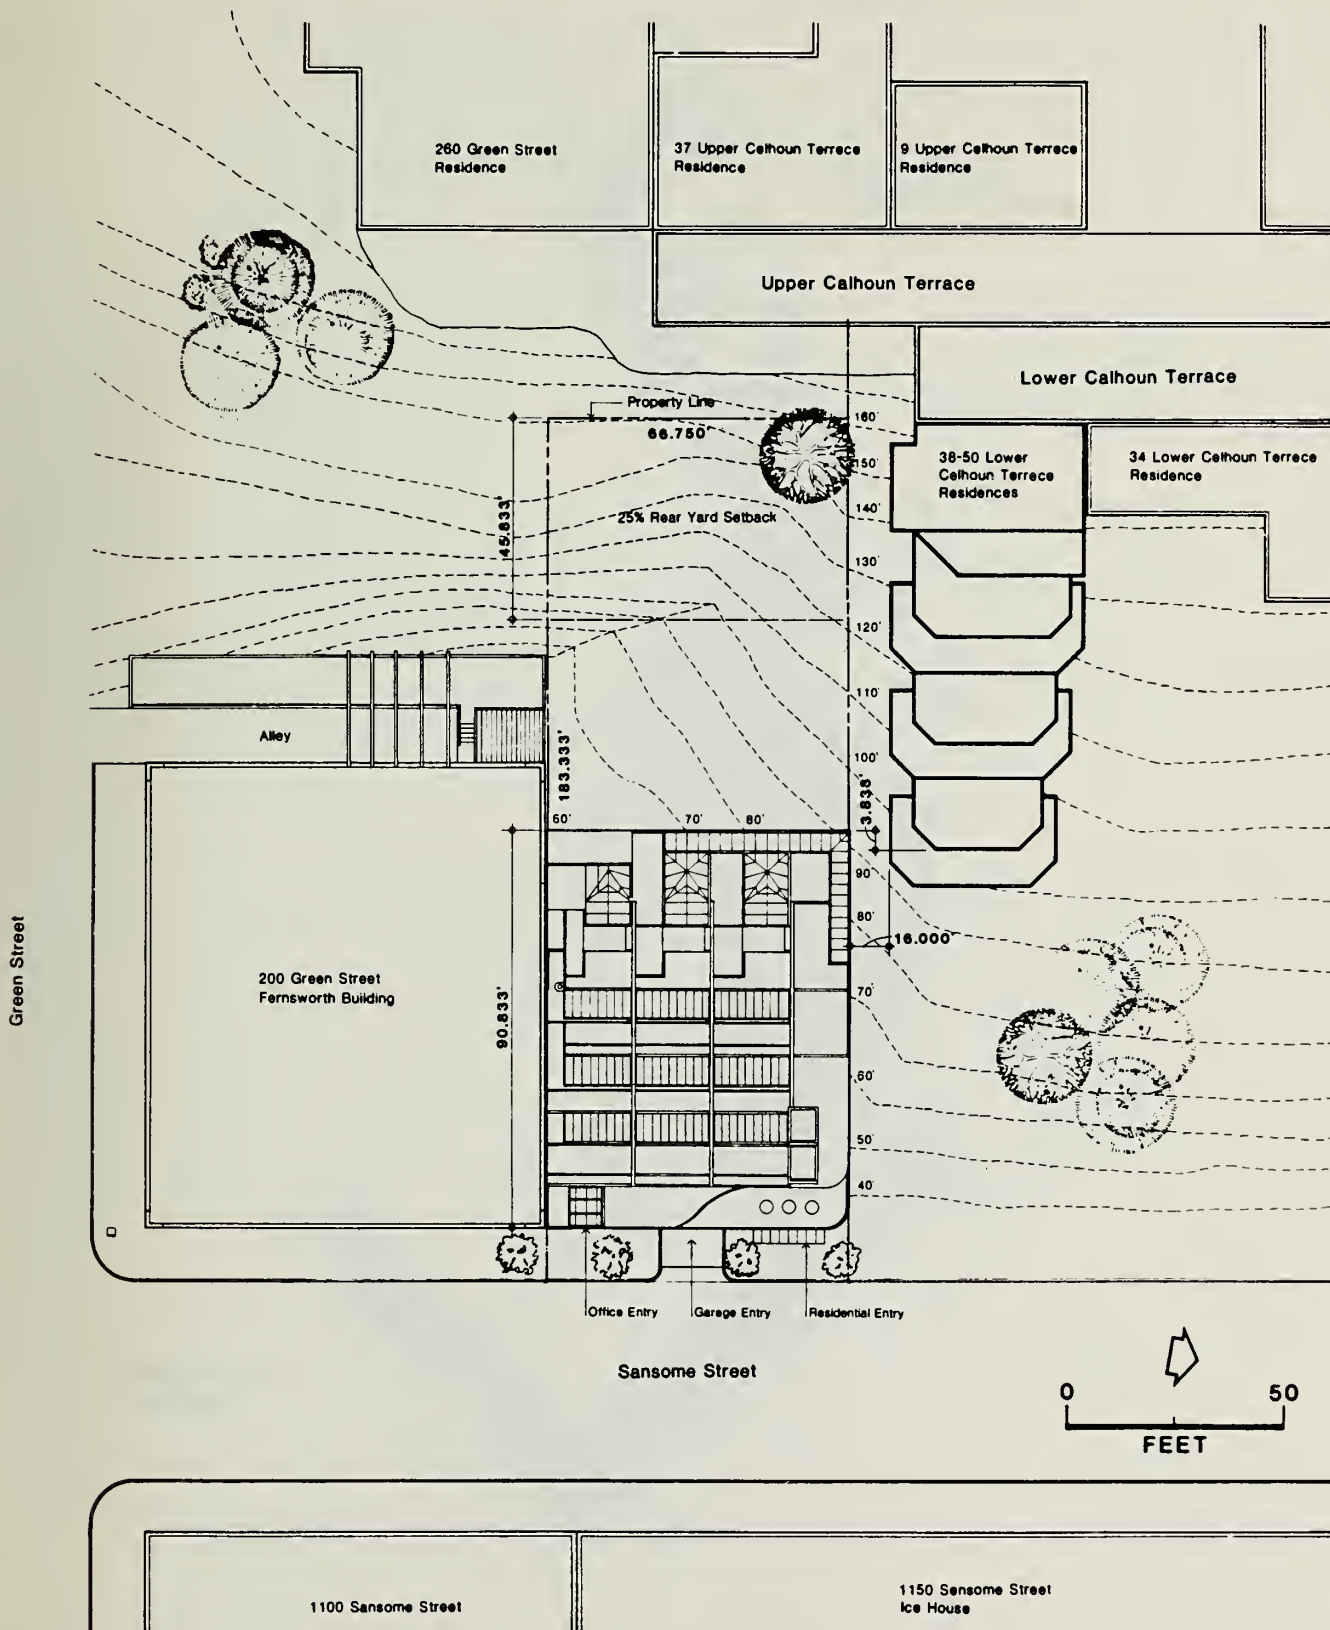 260 Green Street
Residence
37 Upper Calhoun Terrace
Residence
9 Upper Calhoun Terrace
Residence
Upper Calhoun Terrace
Lower Calhoun Terrace
Property Line
66.750'
160'
150'
140'
130'
120'
110'
100'
38-50 Lower
Calhoun Terrace
Residences
34 Lower Calhoun Terrace
Residence
45.833'
25% Rear Yard Setback
Alley
183.333'
3.838'
60'
70'
80'
90'
80'
16.000'
70'
60'
50'
40'
Green Street
200 Green Street
Fernsworth Building
90.833'
Office Entry
Garage Entry
Residential Entry
Sansome Street
0
50
FEET
1100 Sansome Street
1150 Sansome Street
Ice House